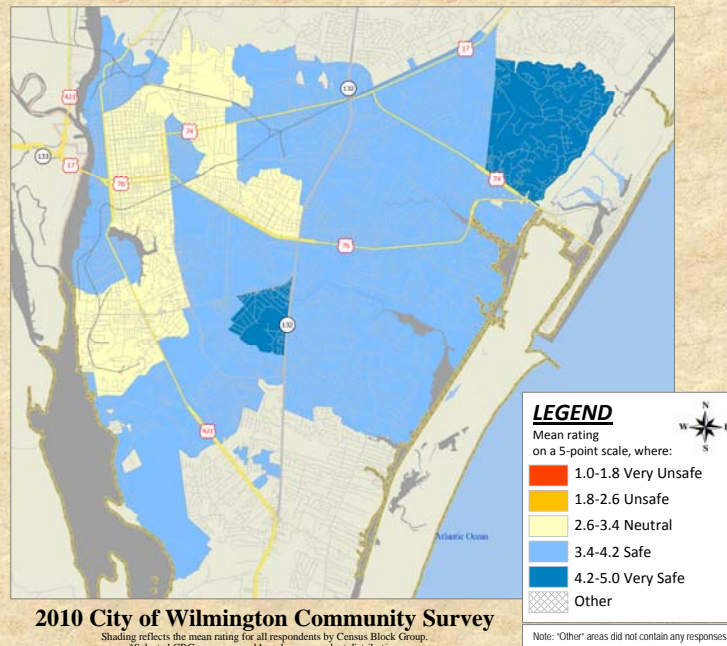 17
421
132
74
133
17
76
74
76
132
421
Atlantic Ocean
LEGEND
N
W
S
Mean rating
on a 5-point scale, where:
1.0-1.8 Very Unsafe
1.8-2.6 Unsafe
2.6-3.4 Neutral
3.4-4.2 Safe
4.2-5.0 Very Safe
Other
2010 City of Wilmington Community Survey
Shading reflects the mean rating for all respondents by Census Block Group.
Note: "Other" areas did not contain any responses